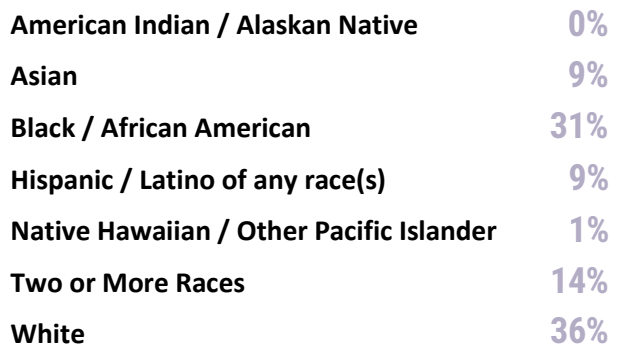 American Indian / Alaskan Native 0%
Asian 9%
Black / African American 31%
Hispanic / Latino of any race(s) 9%
Native Hawaiian / Other Pacific Islander 1%
Two or More Races 14%
White 36%